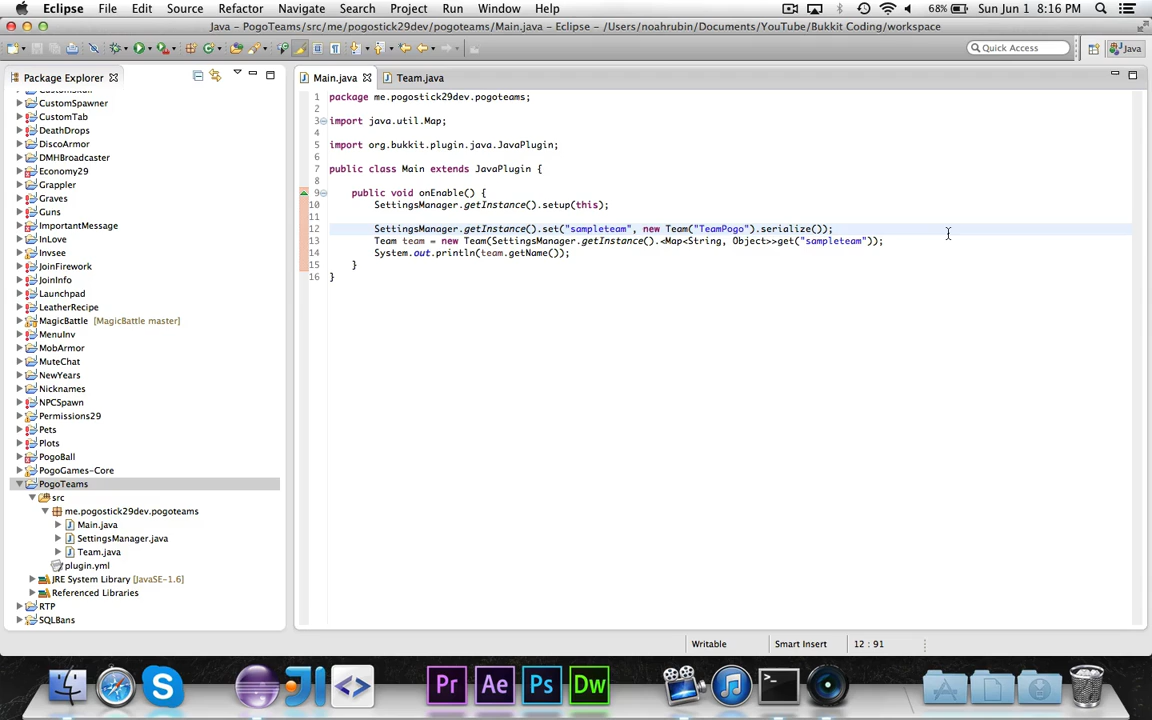 Eclipse File Edit Source Refactor Navigate Search Project Run Window Help 68% Sun Jun 1 8:16 PM
Java – PogoTeams/src/me/pogostick29dev/pogoteams/Main.java – Eclipse – /Users/noahrubin/Documents/YouTube/Bukkit Coding/workspace
Quick Access Java
Package Explorer
CustomSpawner
CustomTab
DeathDrops
DiscoArmor
DMHBroadcaster
Economy29
Grappler
Graves
Guns
ImportantMessage
InLove
Invsee
JoinFirework
JoinInfo
Launchpad
LeatherRecipe
MagicBattle [MagicBattle master]
MenuInv
MobArmor
MuteChat
NewYears
Nicknames
NPCSpawn
Permissions29
Pets
Plots
PogoBall
PogoGames-Core
PogoTeams
src
me.pogostick29dev.pogoteams
Main.java
SettingsManager.java
Team.java
plugin.yml
JRE System Library [JavaSE-1.6]
Referenced Libraries
RTP
SQLBans
Main.java Team.java
1 package me.pogostick29dev.pogoteams;
2
3 import java.util.Map;
4
5 import org.bukkit.plugin.java.JavaPlugin;
6
7 public class Main extends JavaPlugin {
8
9 public void onEnable() {
10 SettingsManager.getInstance().setup(this);
11
12 SettingsManager.getInstance().set("sampleteam", new Team("TeamPogo").serialize());
13 Team team = new Team(SettingsManager.getInstance().<Map<String, Object>>get("sampleteam"));
14 System.out.println(team.getName());
15 }
16 }
Writable Smart Insert 12 : 91
Pr Ae Ps Dw